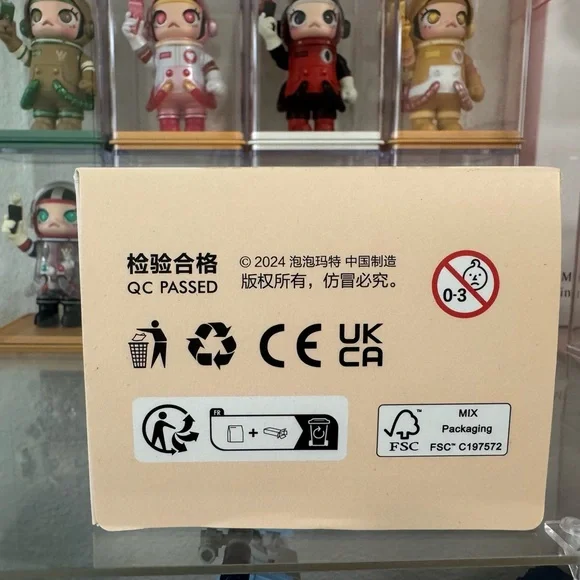 检验合格
QC PASSED
© 2024 泡泡玛特 中国制造
版权所有，仿冒必究。
0-3
CE
UK
CA
FR
+
FSC™
MIX
Packaging
FSC™ C197572